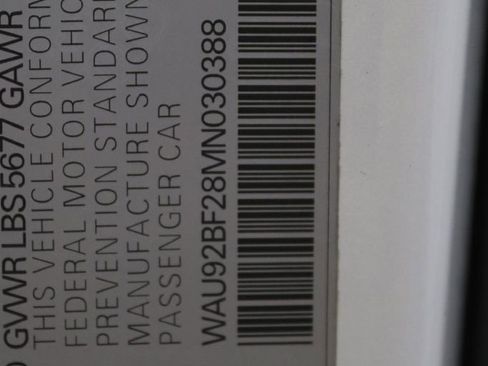 GVWR LBS 5677 GAWR
THIS VEHICLE CONFORM
FEDERAL MOTOR VEHIC
PREVENTION STANDAR
MANUFACTURE SHOWN
PASSENGER CAR
WAU92BF28MN030388